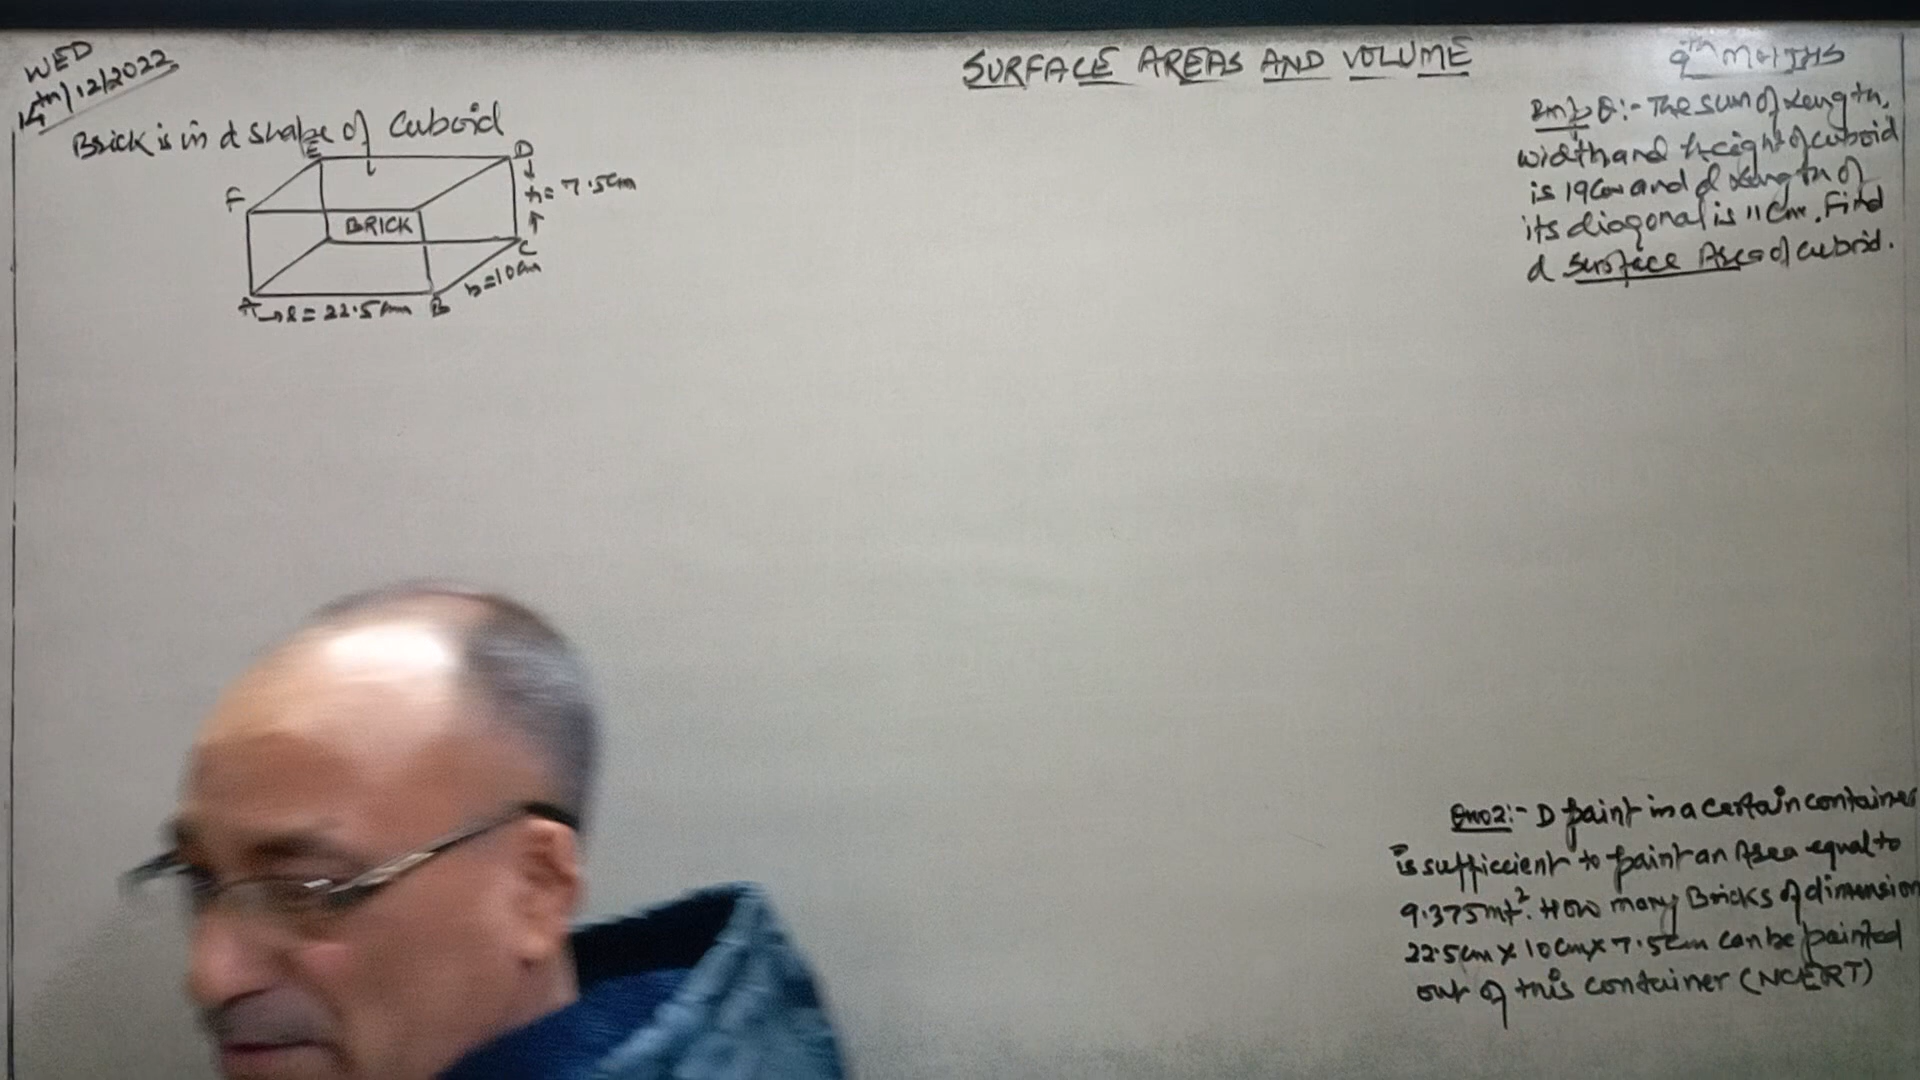 WED
14th/12/2022
SURFACE AREAS AND VOLUME
9th MATHS
Brick is in d shape of Cuboid
E
D
F
h = 7.5cm
BRICK
C
b = 10cm
A → l = 22.5cm B
Q:- The sum of Length,
width and height of cuboid
is 19cm and d Length of
its diagonal is 11cm. Find
d Surface Area of cuboid.
Qno2:- D paint in a certain container
is sufficient to paint an Area equal to
9.375mt². How many Bricks of dimension
22.5cm x 10cm x 7.5cm can be painted
out of this container (NCERT)